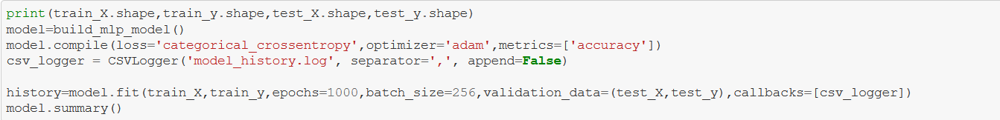 print(train_X.shape,train_y.shape,test_X.shape,test_y.shape)
model=build_mlp_model()
model.compile(loss='categorical_crossentropy',optimizer='adam',metrics=['accuracy'])
csv_logger = CSVLogger('model_history.log', separator=',', append=False)

history=model.fit(train_X,train_y,epochs=1000,batch_size=256,validation_data=(test_X,test_y),callbacks=[csv_logger])
model.summary()